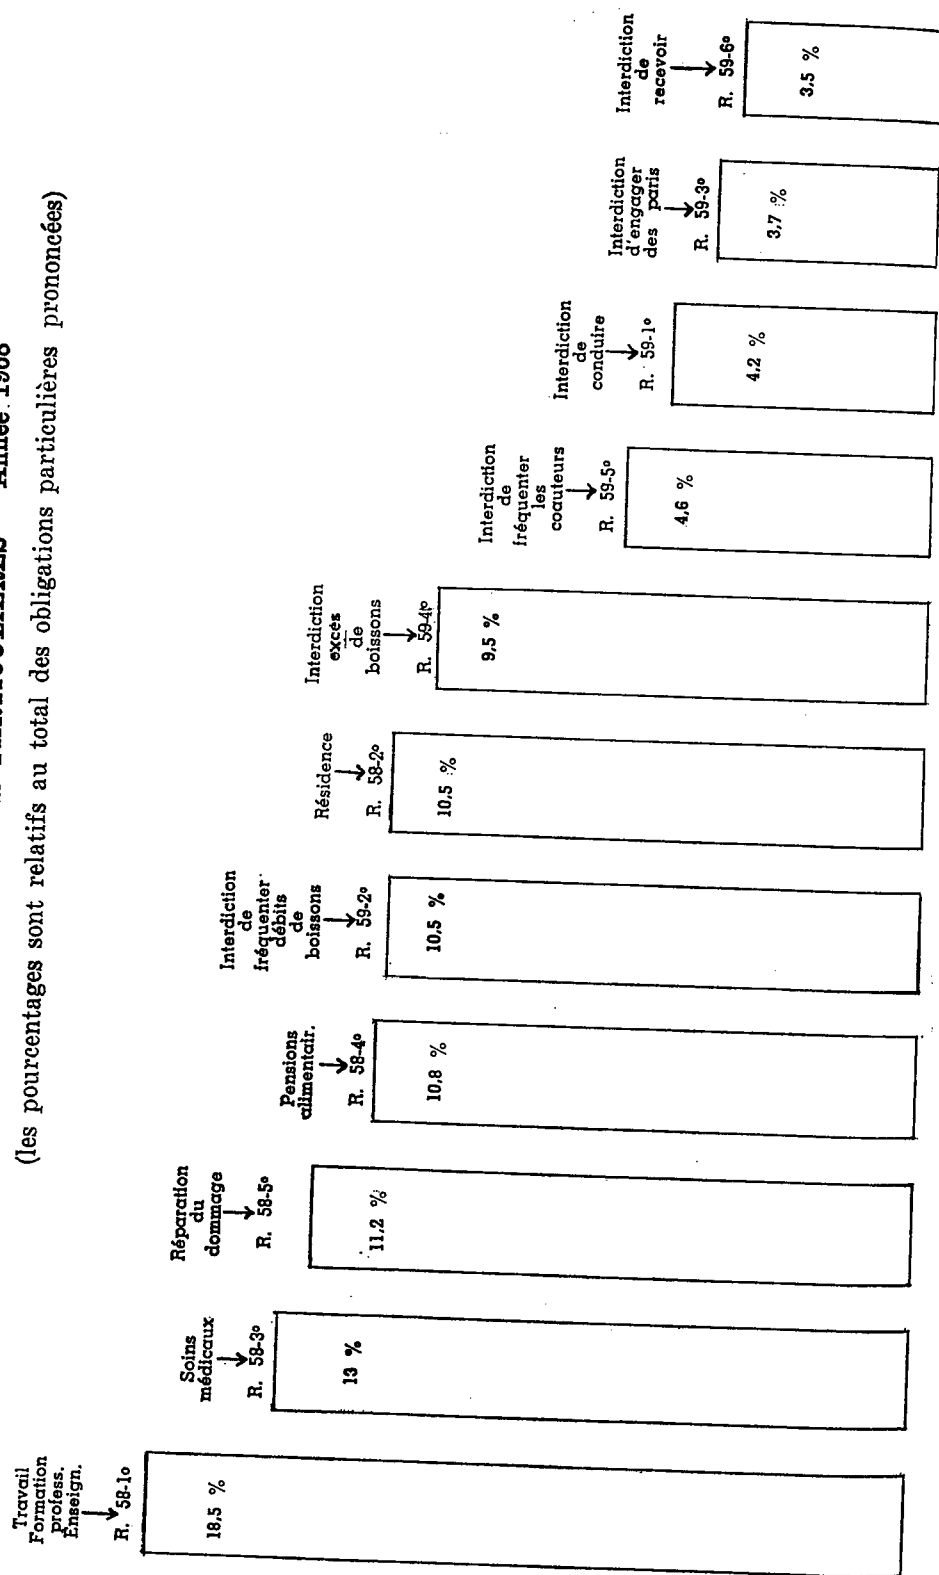 Année 1968
(les pourcentages sont relatifs au total des obligations particulières prononcées)
Travail
Formation
profess.
Enseign.
R. 58-1º
18,5 %
Soins
médicaux
R. 58-3º
13 %
Réparation
du
dommage
R. 58-5º
11,2 %
Pensions
alimentair.
R. 58-4º
10,8 %
Interdiction
de
fréquenter
débits
de
boissons
R. 59-2º
10,5 %
Résidence
R. 58-2º
10,5 %
Interdiction
excès
de
boissons
R. 59-4º
9,5 %
Interdiction
de
fréquenter
les
coauteurs
R. 59-5º
4,6 %
Interdiction
de
conduire
R. 59-1º
4,2 %
Interdiction
d'engager
des paris
R. 59-3º
3,7 %
Interdiction
de
recevoir
R. 59-6º
3,5 %